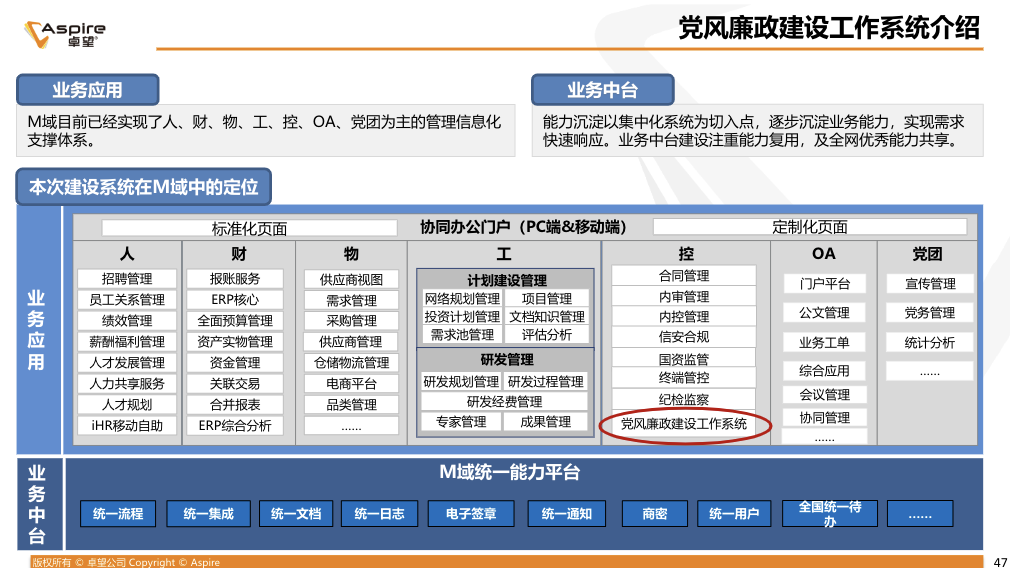 Aspire
卓望
党风廉政建设工作系统介绍
业务应用
M域目前已经实现了人、财、物、工、控、OA、党团为主的管理信息化
支撑体系。
业务中台
能力沉淀以集中化系统为切入点，逐步沉淀业务能力，实现需求
快速响应。业务中台建设注重能力复用，及全网优秀能力共享。
本次建设系统在M域中的定位
业务应用
标准化页面
协同办公门户（PC端&移动端）
定制化页面
人
招聘管理
员工关系管理
绩效管理
薪酬福利管理
人才发展管理
人力共享服务
人才规划
iHR移动自助
财
报账服务
ERP核心
全面预算管理
资产实物管理
资金管理
关联交易
合并报表
ERP综合分析
物
供应商视图
需求管理
采购管理
供应商管理
仓储物流管理
电商平台
品类管理
......
工
计划建设管理
网络规划管理 项目管理
投资计划管理 文档知识管理
需求池管理 评估分析
研发管理
研发规划管理 研发过程管理
研发经费管理
专家管理 成果管理
控
合同管理
内审管理
内控管理
信安合规
国资监管
终端管控
纪检监察
党风廉政建设工作系统
OA
门户平台
公文管理
业务工单
综合应用
会议管理
协同管理
......
党团
宣传管理
党务管理
统计分析
......
业务中台
M域统一能力平台
统一流程
统一集成
统一文档
统一日志
电子签章
统一通知
商密
统一用户
全国统一待
办
......
版权所有 © 卓望公司 Copyright © Aspire
47